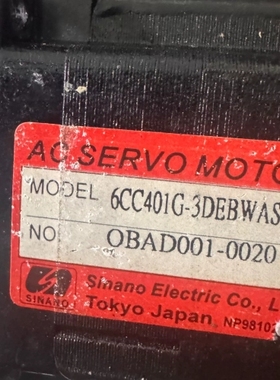 AC SERVO MOTO
MODEL 6CC401G-3DEBWAS
NO. OBAD001-0020
SINANO
Sinano Electric Co., L
Tokyo Japan NP9810